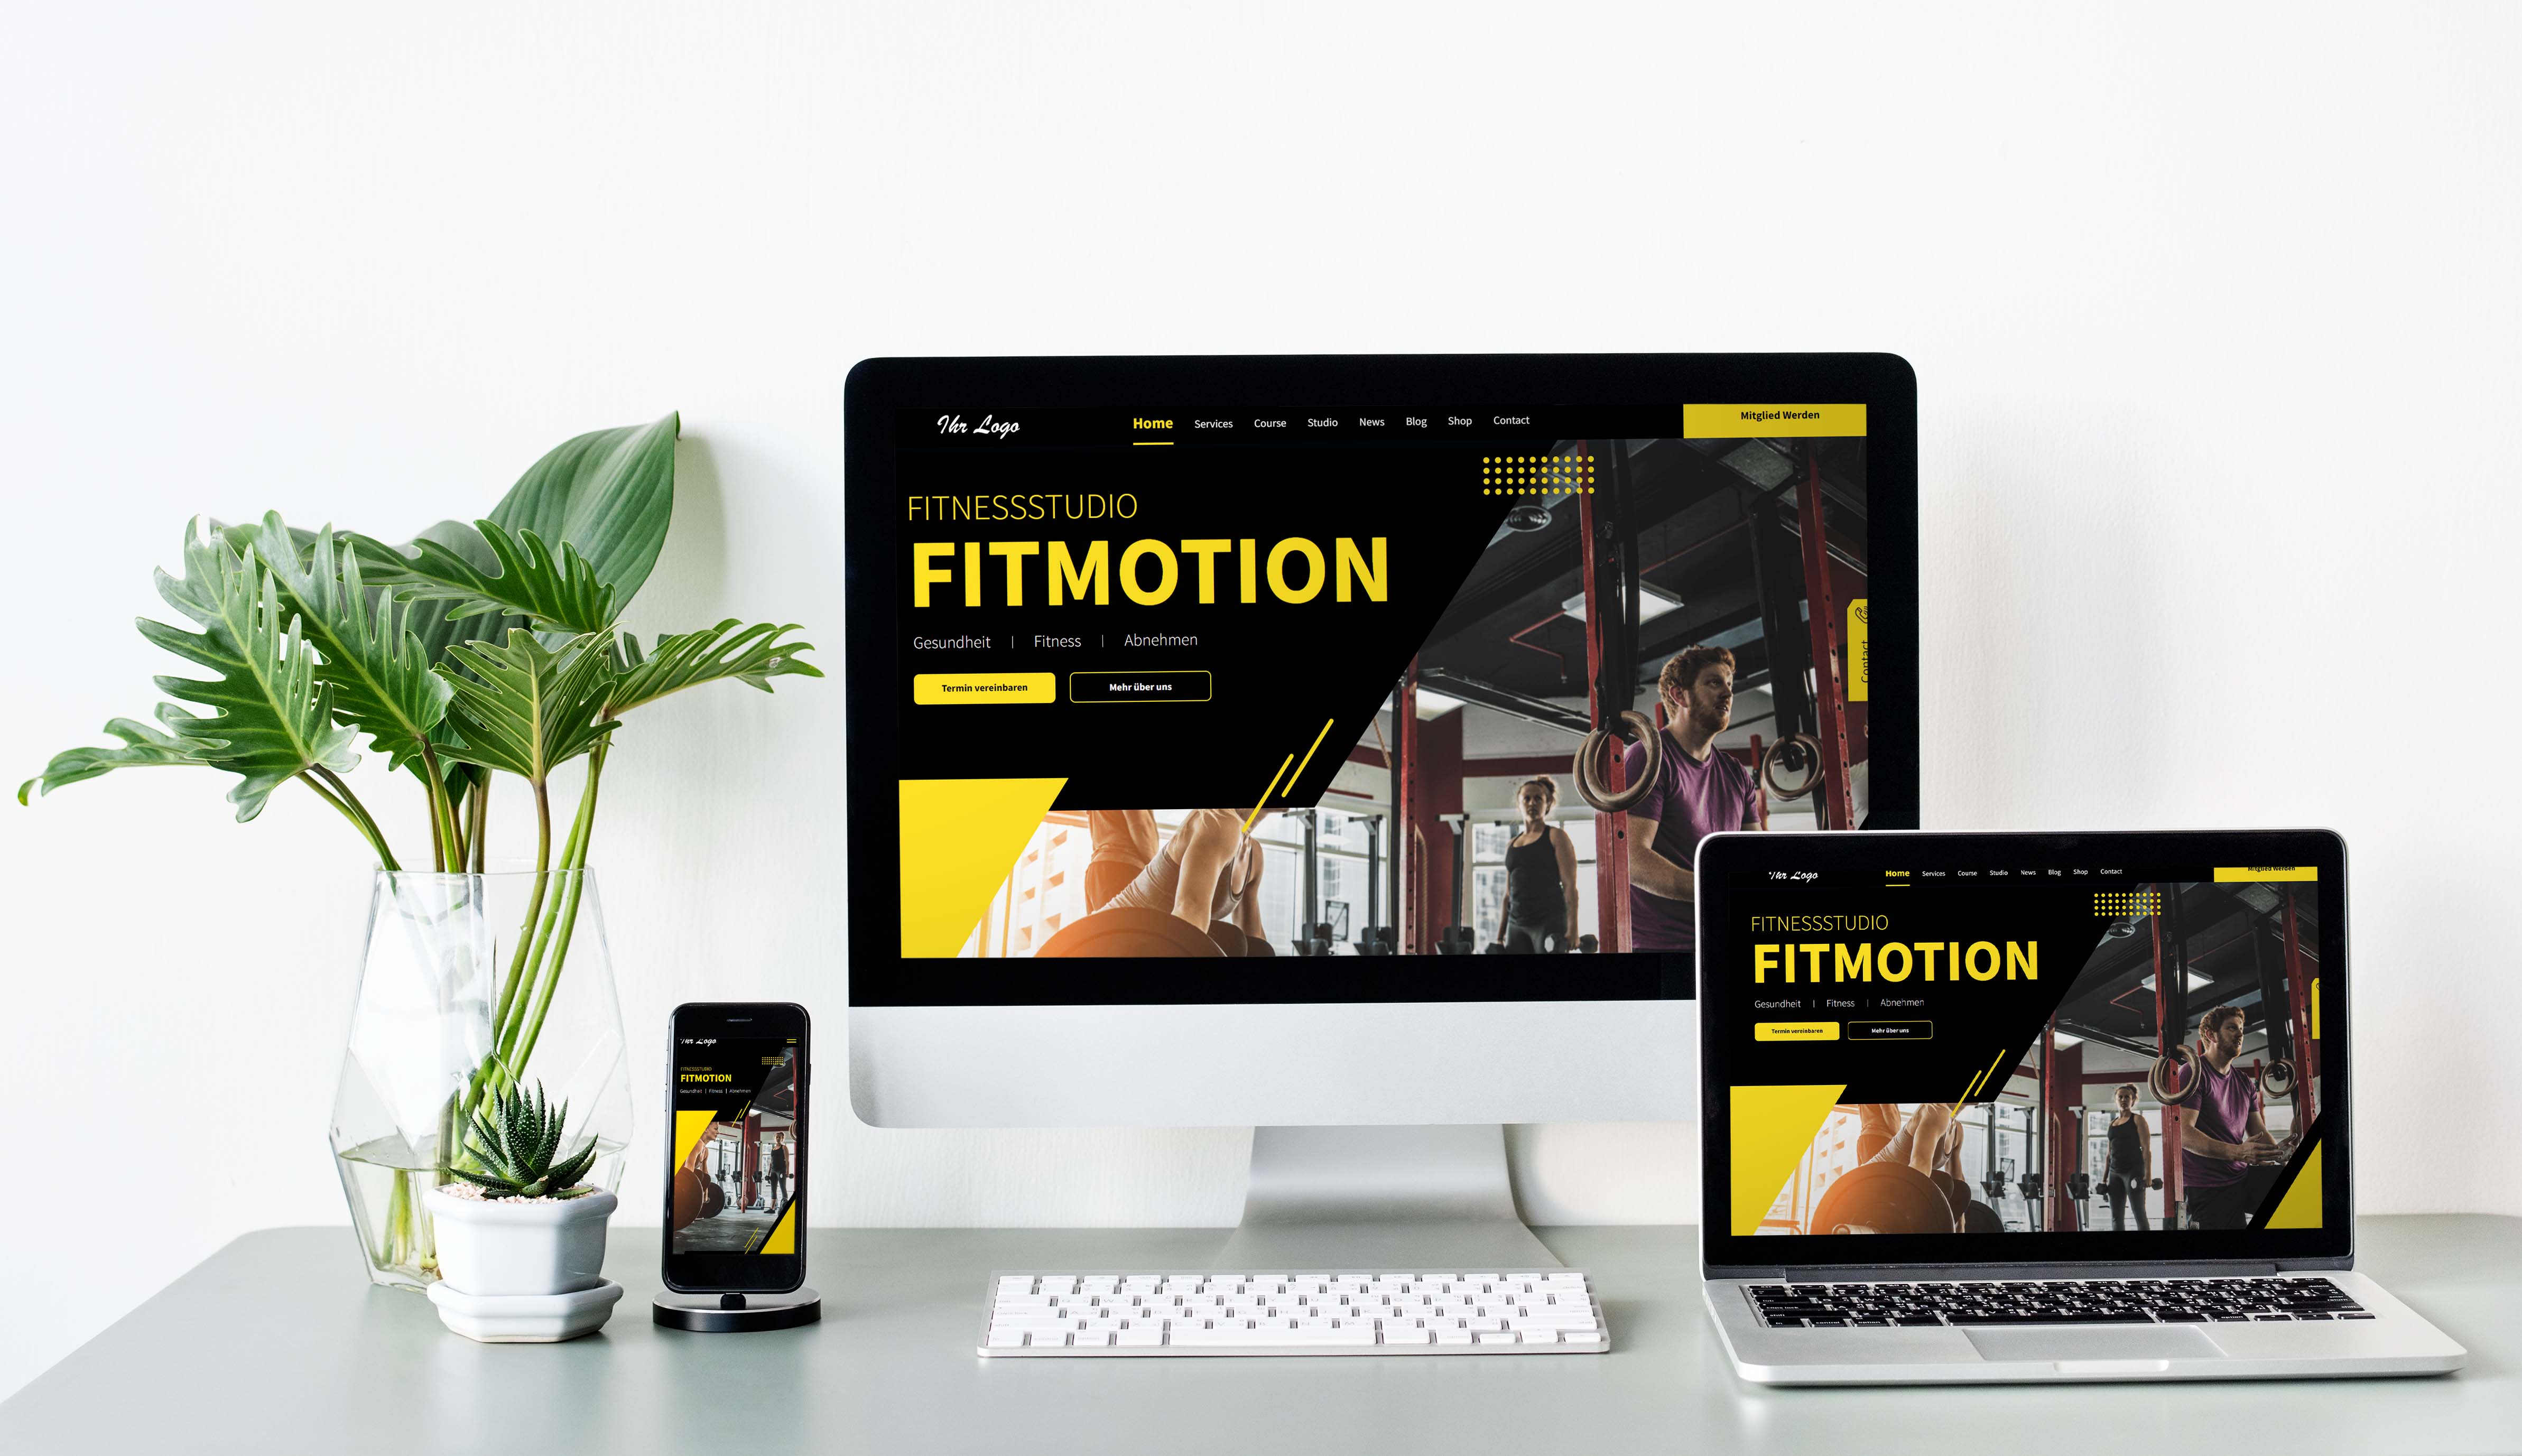 Ihr Logo
Home Services Course Studio News Blog Shop Contact
Mitglied Werden
FITNESSSTUDIO
FITMOTION
Gesundheit | Fitness | Abnehmen
Termin vereinbaren
Mehr über uns
Contact
Ihr Logo
Home Services Course Studio News Blog Shop Contact
Mitglied Werden
FITNESSSTUDIO
FITMOTION
Gesundheit | Fitness | Abnehmen
Termin vereinbaren
Mehr über uns
Ihr Logo
FITNESSSTUDIO
FITMOTION
Gesundheit | Fitness | Abnehmen